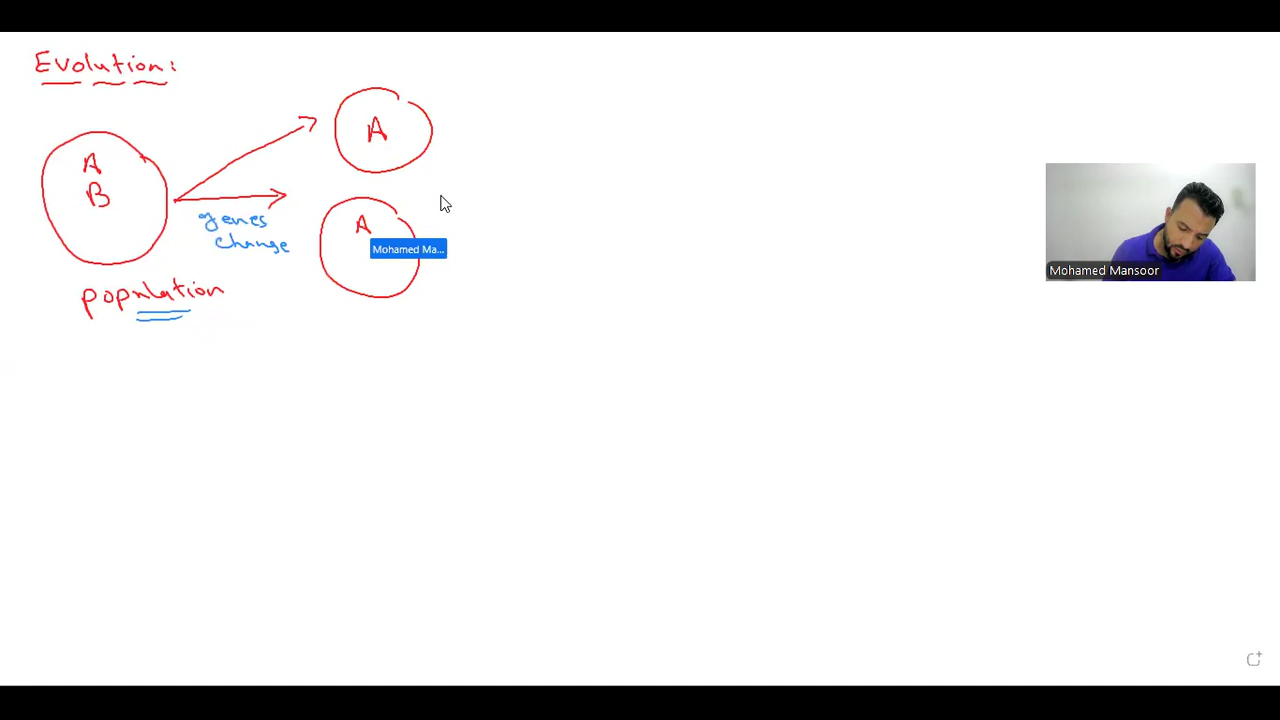 Evolution:
A
B
A
genes
change
A
Mohamed Ma...
population
Mohamed Mansoor